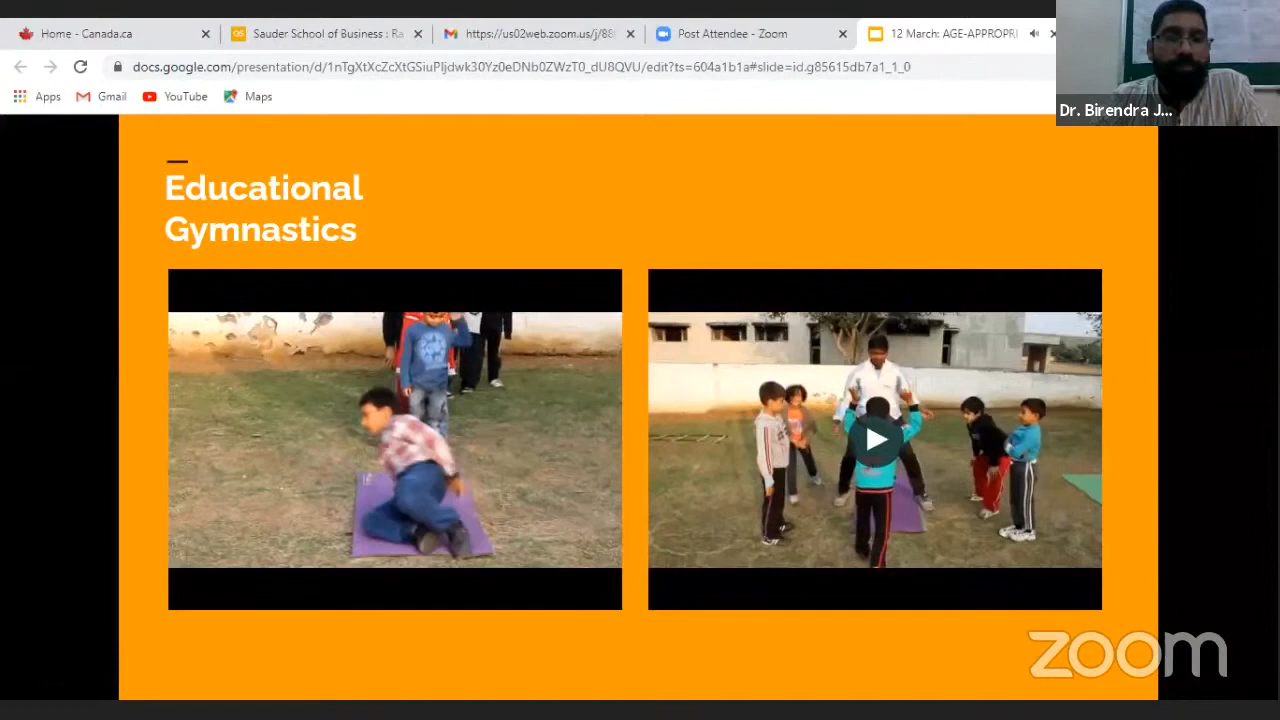 Home - Canada.ca
Sauder School of Business : Ra
https://us02web.zoom.us/j/88
Post Attendee - Zoom
12 March: AGE-APPROPRI
docs.google.com/presentation/d/1nTgXtXcZcXtGSiuPljdwk30Yz0eDNb0ZWzT0_dU8QVU/edit?ts=604a1b1a#slide=id.g85615db7a1_1_0
Apps
Gmail
YouTube
Maps
Dr. Birendra J...
Educational
Gymnastics
zoom